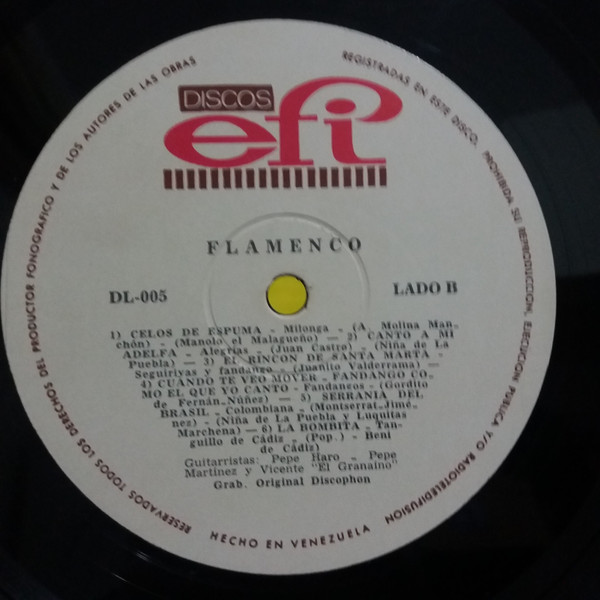 DISCOS
efi
FLAMENCO
DL-005
LADO B
1) CELOS DE ESPUMA - Milonga - (A. Molina Man-
chón) - (Manolo el Malagueño) — 2) CANTO A MI
ADELFA - Alegrías - (Juan Castro) - (Niña de La
Puebla) — 3) EL RINCON DE SANTA MARTA -
Seguiriyas y fandango - (Juanito Valderrama) —
4) CUANDO TE VEO MOVER - FANDANGO CO-
MO EL QUE YO CANTO - Fandangos - (Gordito
de Fernán-Núñez) — 5) SERRANIA DEL
BRASIL - Colombiana - (Montserrat Jimé-
nez) - (Niña de La Puebla y Luquitas
Marchena) — 6) LA BOMBITA - Tan-
guillo de Cádiz - (Pop.) - Beni
de Cádiz)
Guitarristas: Pepe Haro - Pepe
Martínez y Vicente "El Granaíno"
Grab. Original Discophon
RESERVADOS TODOS LOS DERECHOS DEL PRODUCTOR FONOGRAFICO Y DE LOS AUTORES DE LAS OBRAS
REGISTRADAS EN ESTE DISCO. PROHIBIDA SU REPRODUCCION, EJECUCION PUBLICA Y/O RADIOTELEDIFUSION
HECHO EN VENEZUELA